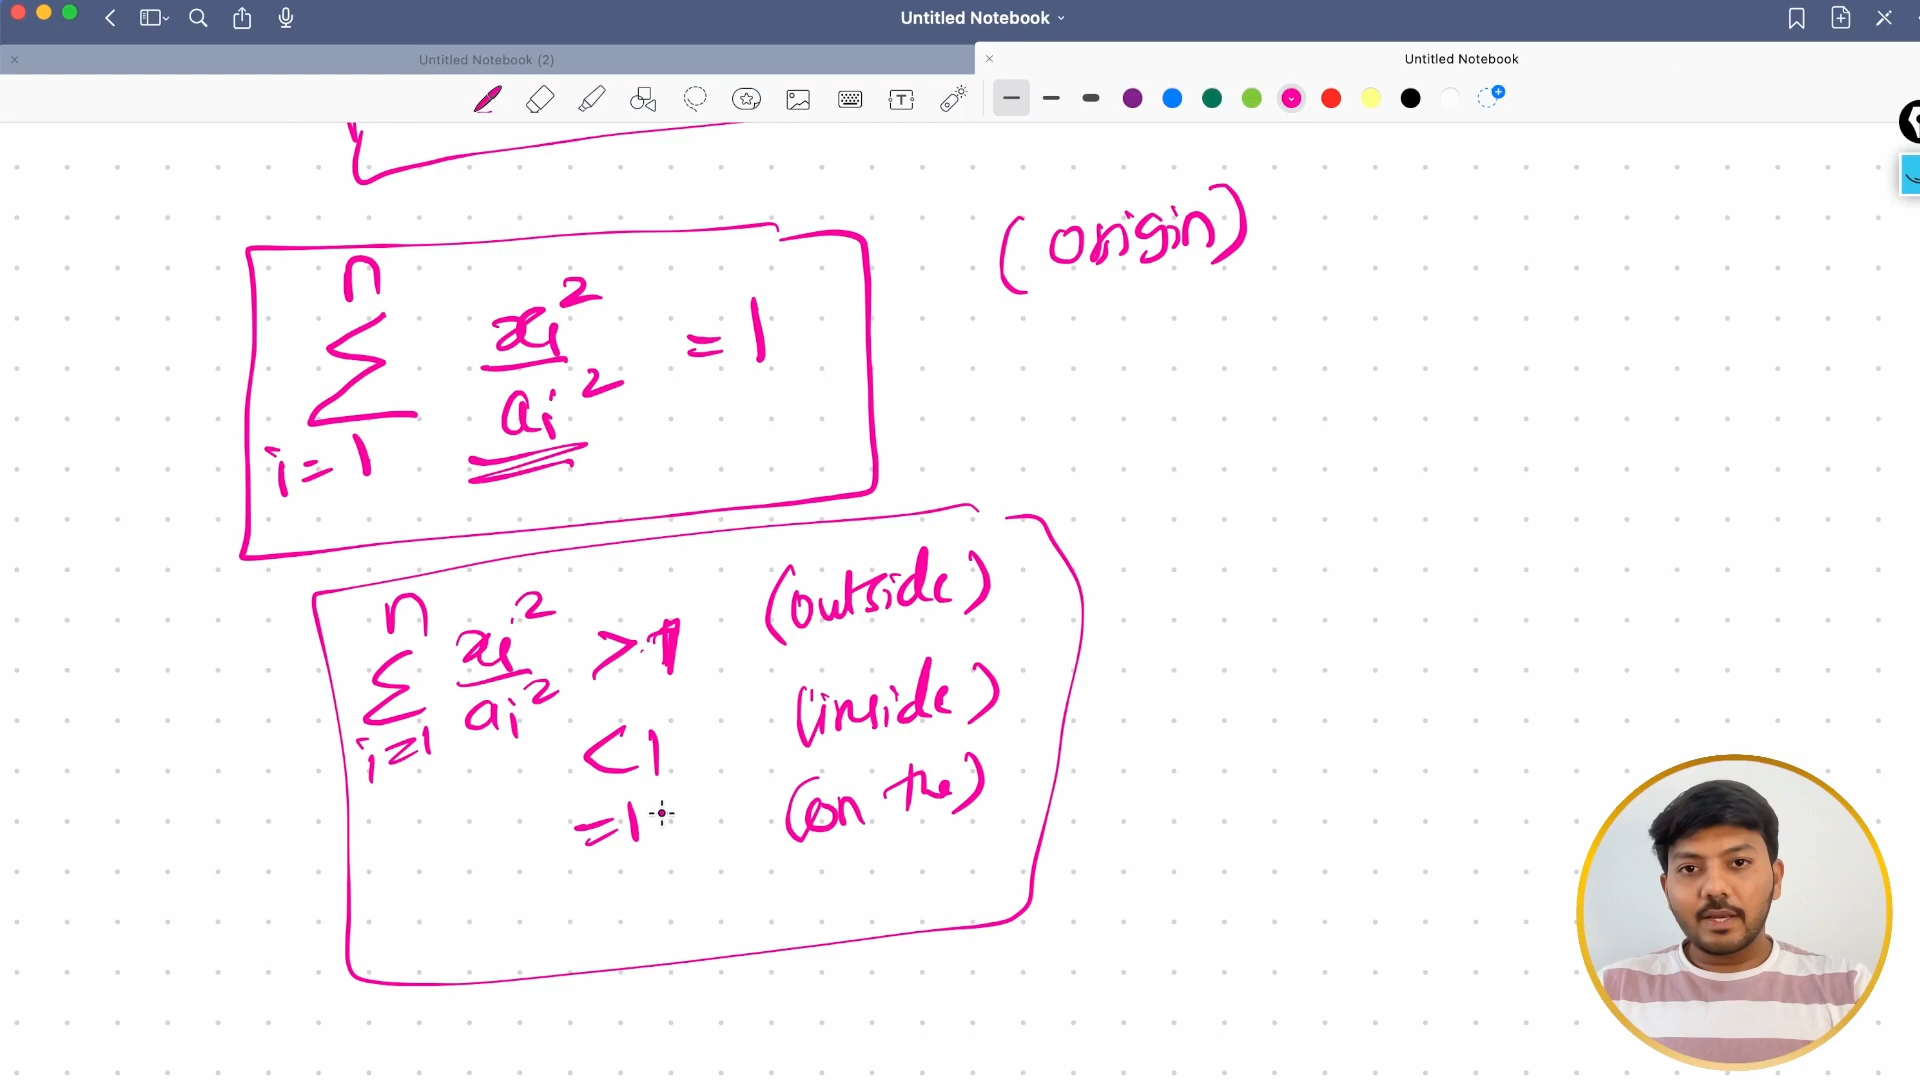 Untitled Notebook
Untitled Notebook (2)
Untitled Notebook
T
(origin)
n
∑ xi²/ai² = 1
i=1
n
∑ xi²/ai² > 1 (outside)
i=1
< 1 (inside)
= 1 (on the)